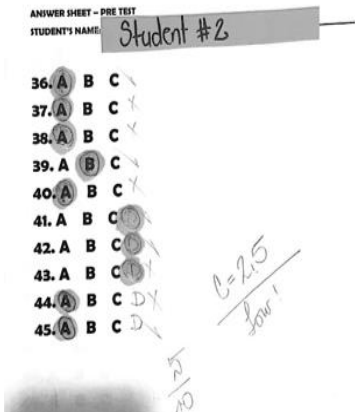 ANSWER SHEET – PRE TEST
STUDENT'S NAME: Student #2
36. A B C
37. A B C
38. A B C
39. A B C
40. A B C
41. A B C D
42. A B C D
43. A B C D
44. A B C D
45. A B C D
C=2,5
Low!